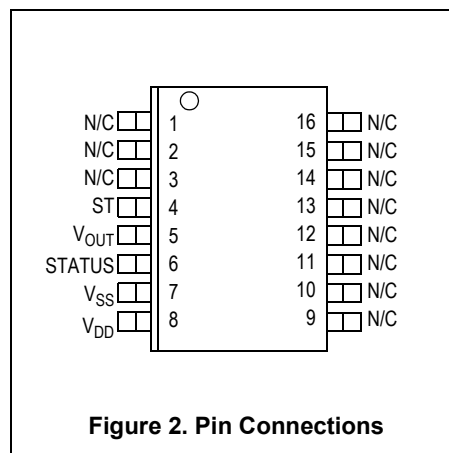 N/C 1 16 N/C
N/C 2 15 N/C
N/C 3 14 N/C
ST 4 13 N/C
VOUT 5 12 N/C
STATUS 6 11 N/C
VSS 7 10 N/C
VDD 8 9 N/C
Figure 2. Pin Connections